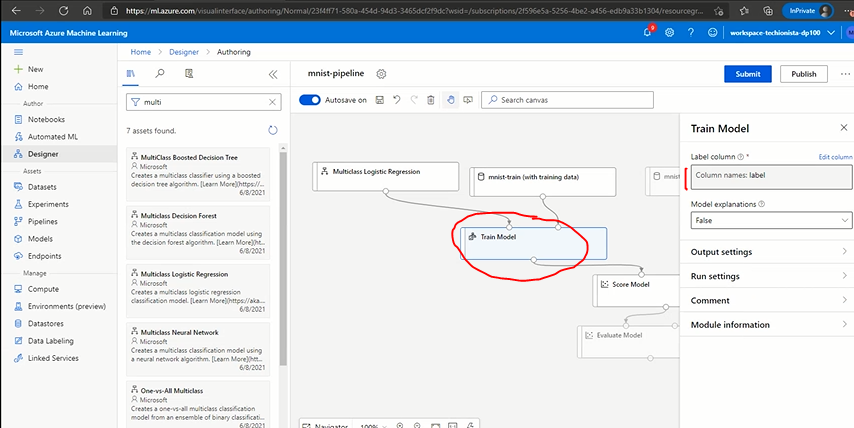 https://ml.azure.com/visualinterface/authoring/Normal/23f4ff71-580a-454d-94d3-3465dcf2f9dc?wsid=/subscriptions/2f596e5a-5256-4be2-a456-edb9a33b1304/resourcegr...
InPrivate
Microsoft Azure Machine Learning
9
workspace-techionista-dp100
Home > Designer > Authoring
New
Home
Author
Notebooks
Automated ML
Designer
Assets
Datasets
Experiments
Pipelines
Models
Endpoints
Manage
Compute
Environments (preview)
Datastores
Data Labeling
Linked Services
multi
7 assets found.
MultiClass Boosted Decision Tree
Microsoft
Creates a multiclass classifier using a boosted
decision tree algorithm. [Learn More](https://...
6/8/2021
Multiclass Decision Forest
Microsoft
Creates a multiclass classification model using
the decision forest algorithm. [Learn More](ht...
6/8/2021
Multiclass Logistic Regression
Microsoft
Creates a multiclass logistic regression
classification model. [Learn More](https://aka...
6/8/2021
Multiclass Neural Network
Microsoft
Creates a multiclass classification model using
a neural network algorithm. [Learn More](htt...
6/8/2021
One-vs-All Multiclass
Microsoft
Creates a one-vs-all multiclass classification
model from an ensemble of binary classificati...
mnist-pipeline
Submit
Publish
Autosave on
Search canvas
Multiclass Logistic Regression
mnist-train (with training data)
mnist
Train Model
Score Model
Evaluate Model
Navigator
100%
Train Model
Label column *
Edit column
Column names: label
Model explanations
False
Output settings
Run settings
Comment
Module information